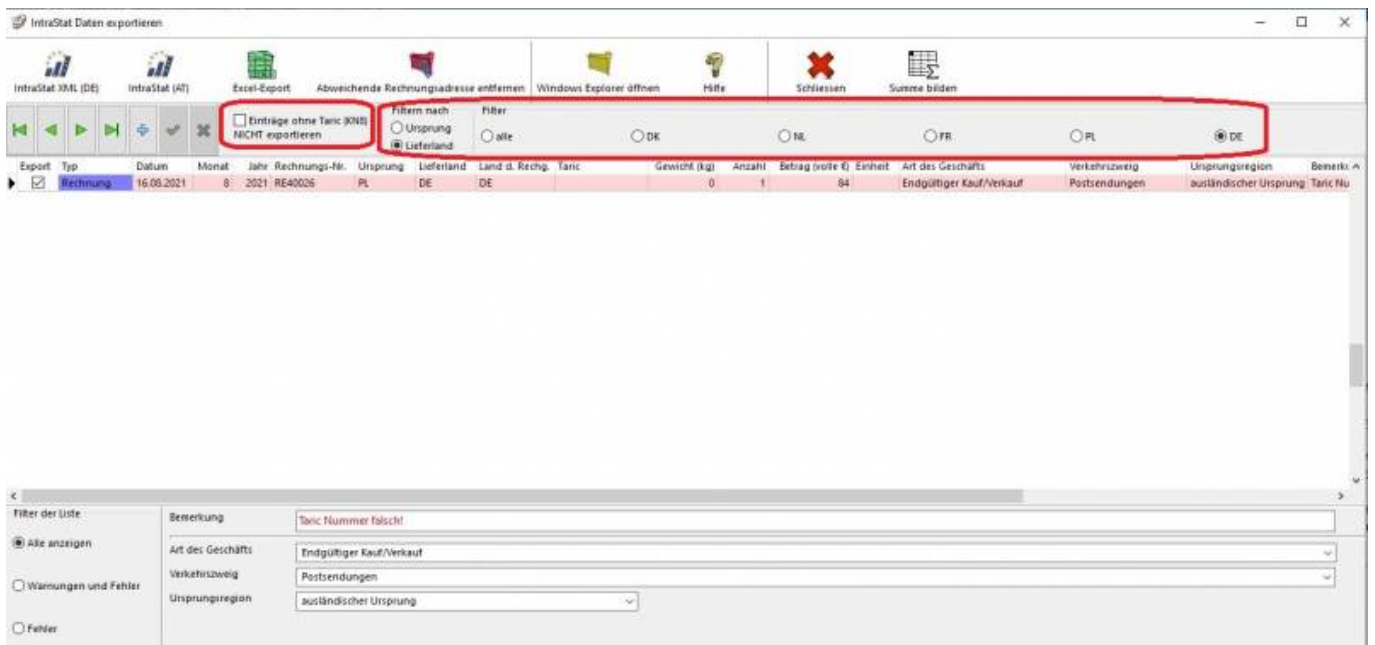 IntraStat Daten exportieren
IntraStat XML (DE) IntraStat (AT) Excel-Export Abweichende Rechnungsadresse entfernen Windows Explorer öffnen Hilfe Schliessen Summe bilden
Einträge ohne Taric (KN8)
NICHT exportieren
Filtern nach
Ursprung
Lieferland
Filter
alle DK NL FR PL DE
Export Typ Datum Monat Jahr Rechnungs-Nr. Ursprung Lieferland Land d. Rechg. Taric Gewicht (kg) Anzahl Betrag (volle €) Einheit Art des Geschäfts Verkehrszweig Ursprungsregion Bemerku
Rechnung 16.08.2021 8 2021 RE40026 PL DE DE 0 1 84 Endgültiger Kauf/Verkauf Postsendungen ausländischer Ursprung Taric Nu
Filter der Liste
Alle anzeigen
Warnungen und Fehler
Fehler
Bemerkung Taric Nummer falsch!
Art des Geschäfts Endgültiger Kauf/Verkauf
Verkehrszweig Postsendungen
Ursprungsregion ausländischer Ursprung